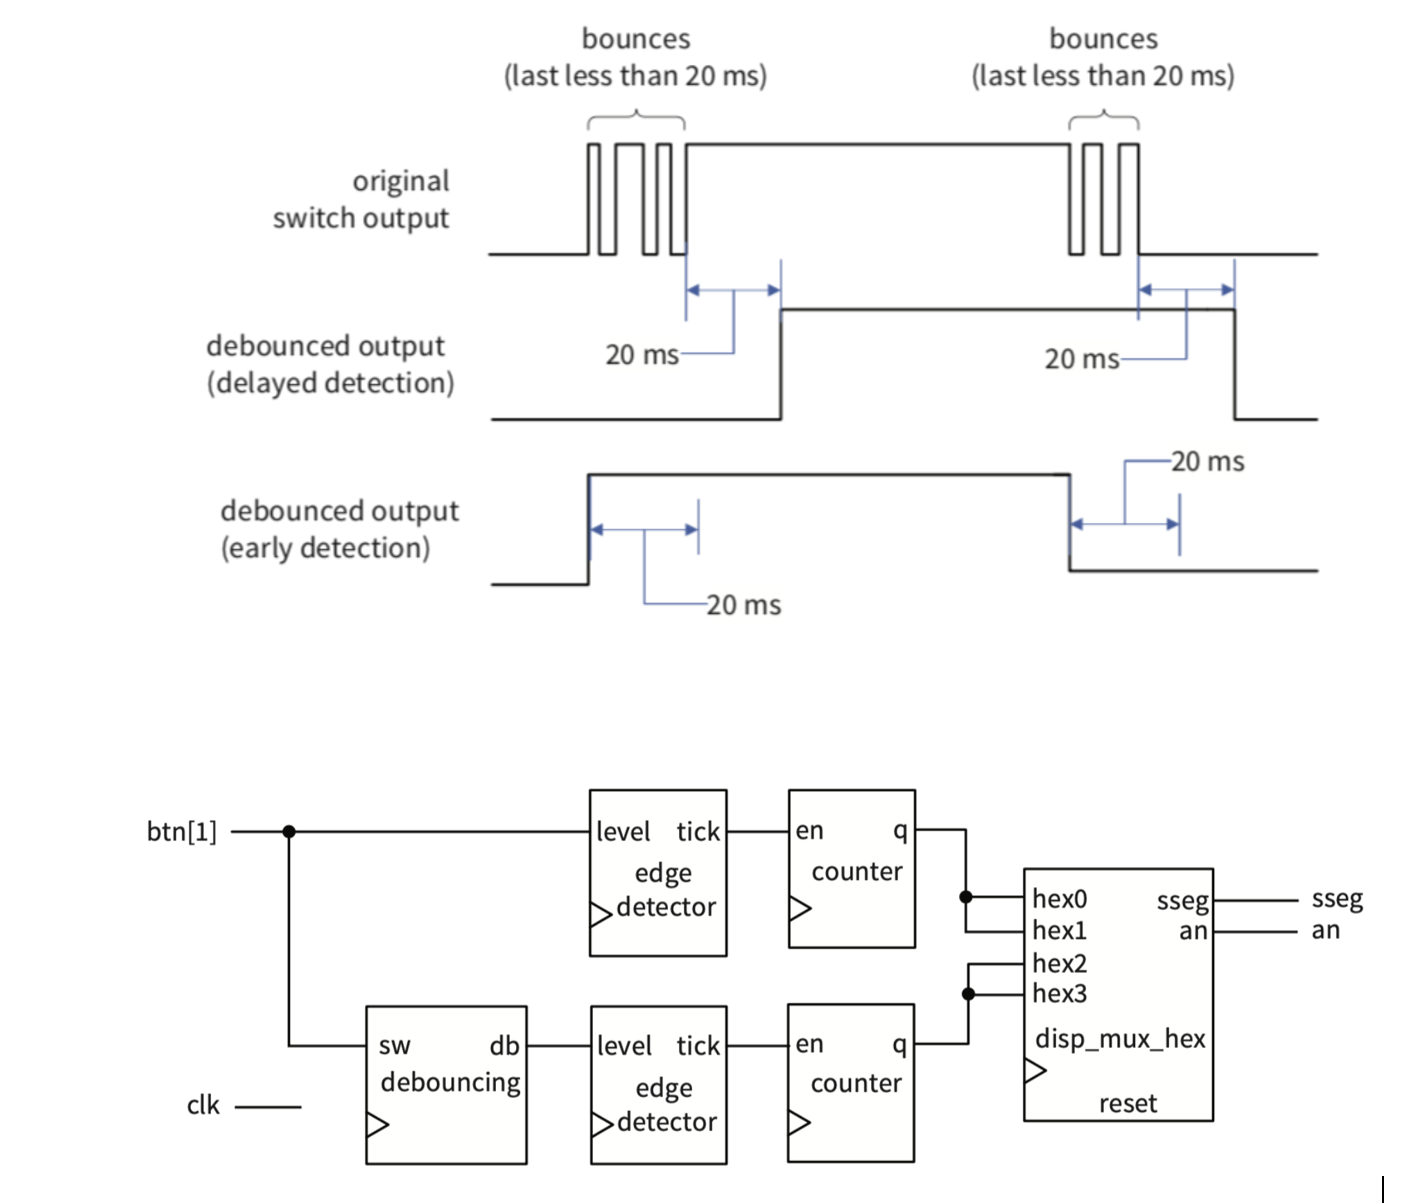 bounces
(last less than 20 ms)
bounces
(last less than 20 ms)
original
switch output
20 ms
20 ms
debounced output
(delayed detection)
20 ms
debounced output
(early detection)
20 ms
btn[1]
level tick
edge
detector
en q
counter
hex0 sseg
hex1 an
hex2
hex3
disp_mux_hex
reset
sseg
an
sw db
debouncing
level tick
edge
detector
en q
counter
clk